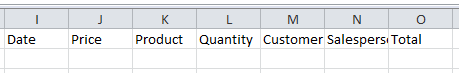 I J K L M N O
Date Price Product Quantity Customer Salespers Total